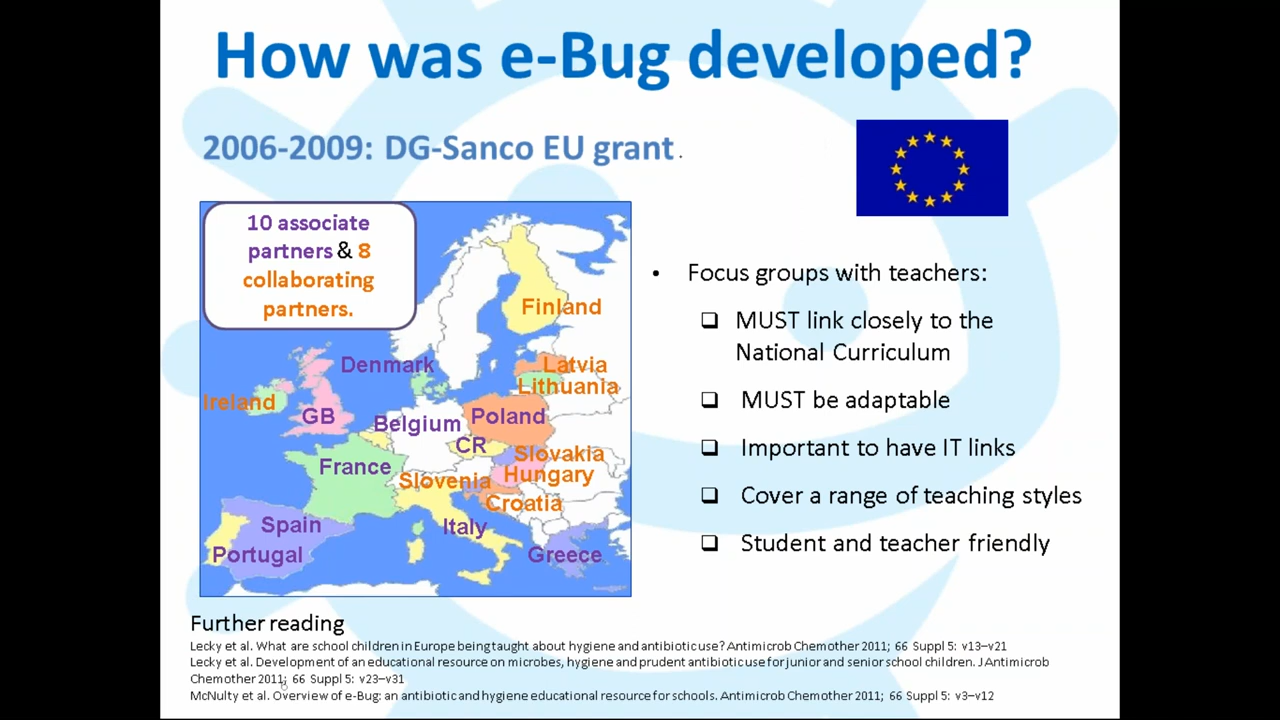 How was e-Bug developed?
2006-2009: DG-Sanco EU grant.
10 associate
partners & 8
collaborating
partners.
Finland
Denmark
Latvia
Lithuania
Ireland
GB
Belgium
Poland
CR
France
Slovakia
Hungary
Slovenia
Croatia
Spain
Italy
Portugal
Greece
• Focus groups with teachers:
❑ MUST link closely to the
National Curriculum
❑ MUST be adaptable
❑ Important to have IT links
❑ Cover a range of teaching styles
❑ Student and teacher friendly
Further reading
Lecky et al. What are school children in Europe being taught about hygiene and antibiotic use? Antimicrob Chemother 2011; 66 Suppl 5: v13–v21
Lecky et al. Development of an educational resource on microbes, hygiene and prudent antibiotic use for junior and senior school children. J Antimicrob
Chemother 2011; 66 Suppl 5: v23–v31
McNulty et al. Overview of e-Bug: an antibiotic and hygiene educational resource for schools. Antimicrob Chemother 2011; 66 Suppl 5: v3–v12